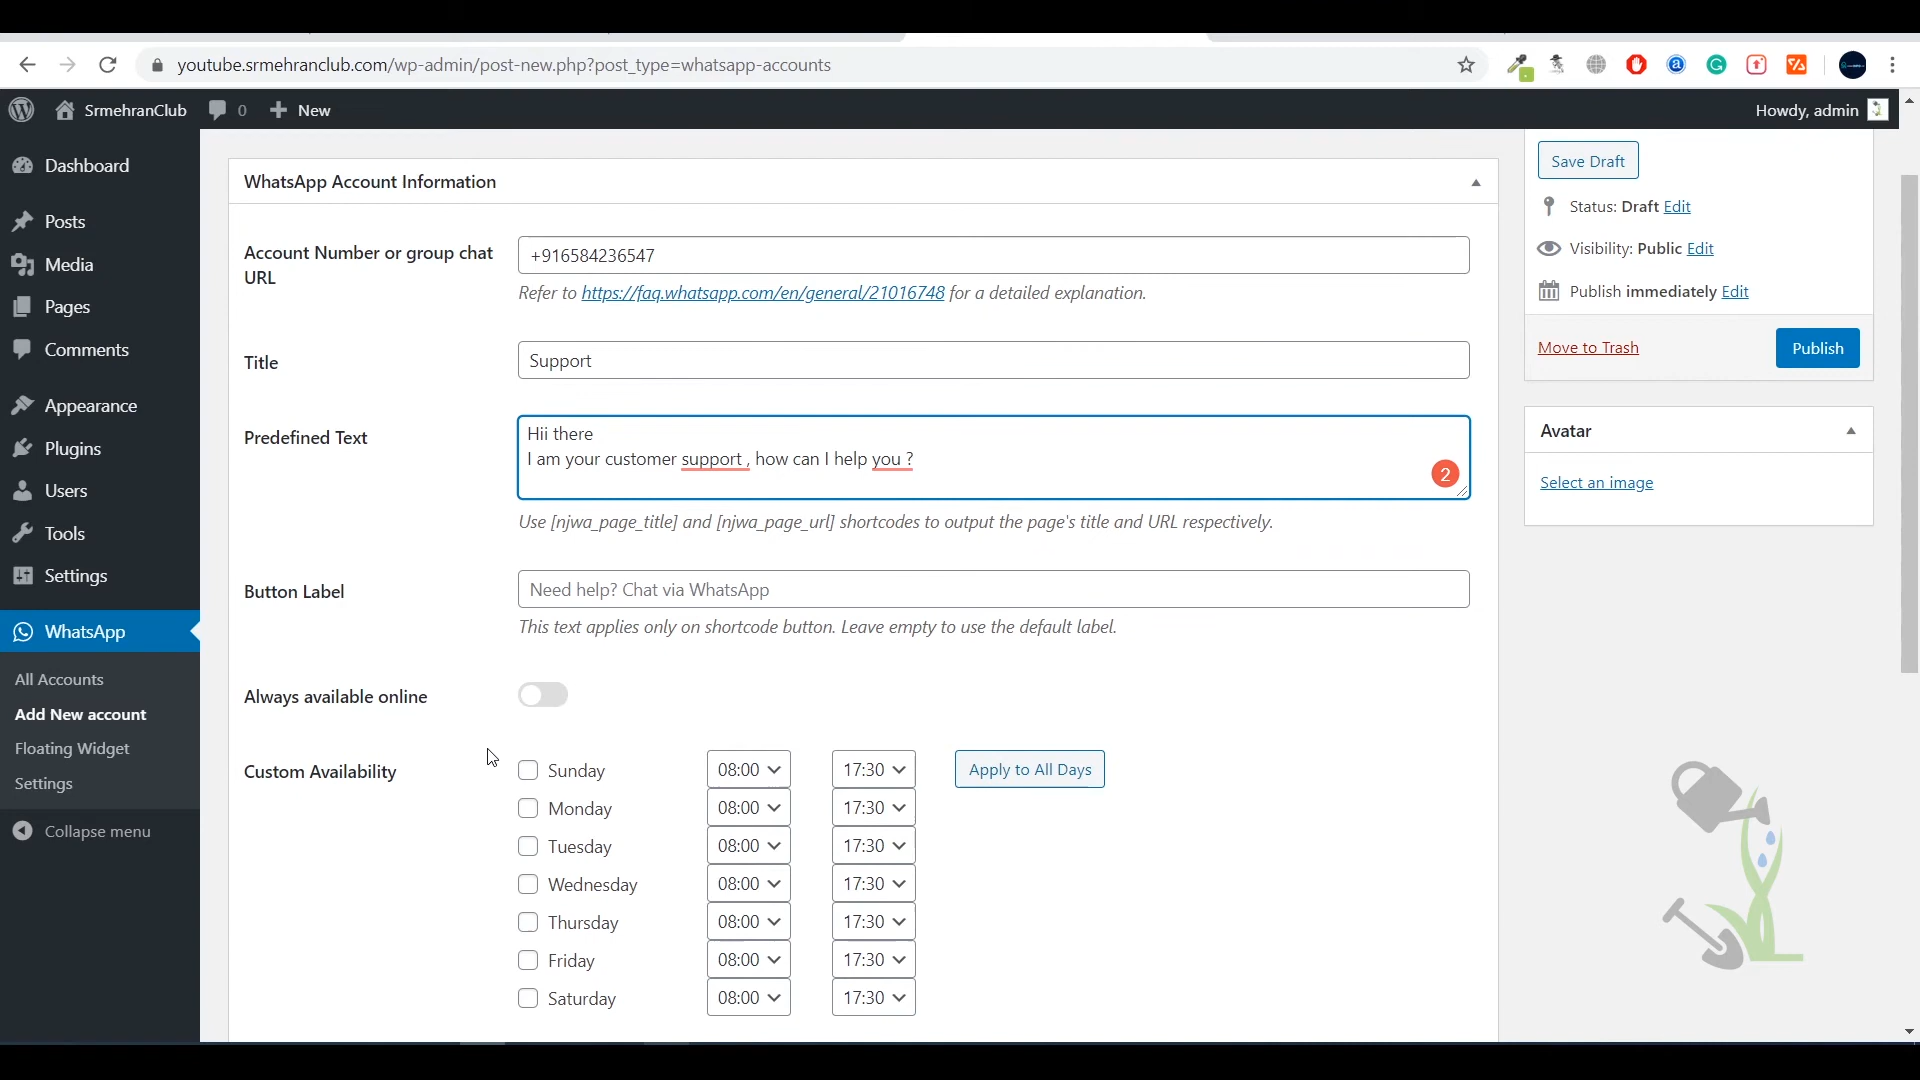 youtube.srmehranclub.com/wp-admin/post-new.php?post_type=whatsapp-accounts
SrmehranClub 0 New
Howdy, admin
Dashboard
Posts
Media
Pages
Comments
Appearance
Plugins
Users
Tools
Settings
WhatsApp
All Accounts
Add New account
Floating Widget
Settings
Collapse menu
WhatsApp Account Information
Account Number or group chat
URL
+916584236547
Refer to https://faq.whatsapp.com/en/general/21016748 for a detailed explanation.
Title
Support
Predefined Text
Hii there
I am your customer support , how can I help you ?
2
Use [njwa_page_title] and [njwa_page_url] shortcodes to output the page's title and URL respectively.
Button Label
Need help? Chat via WhatsApp
This text applies only on shortcode button. Leave empty to use the default label.
Always available online
Custom Availability
Sunday 08:00 17:30 Apply to All Days
Monday 08:00 17:30
Tuesday 08:00 17:30
Wednesday 08:00 17:30
Thursday 08:00 17:30
Friday 08:00 17:30
Saturday 08:00 17:30
Save Draft
Status: Draft Edit
Visibility: Public Edit
Publish immediately Edit
Move to Trash
Publish
Avatar
Select an image